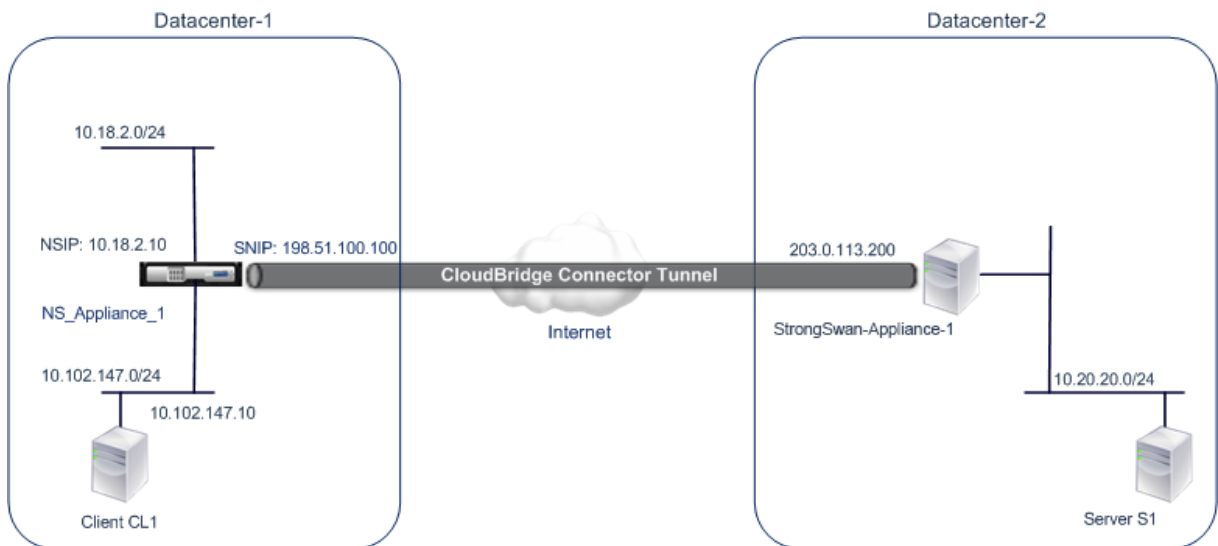 Datacenter-1
Datacenter-2
10.18.2.0/24
NSIP: 10.18.2.10
SNIP: 198.51.100.100
203.0.113.200
CloudBridge Connector Tunnel
NS_Appliance_1
Internet
StrongSwan-Appliance-1
10.102.147.0/24
10.20.20.0/24
10.102.147.10
Client CL1
Server S1